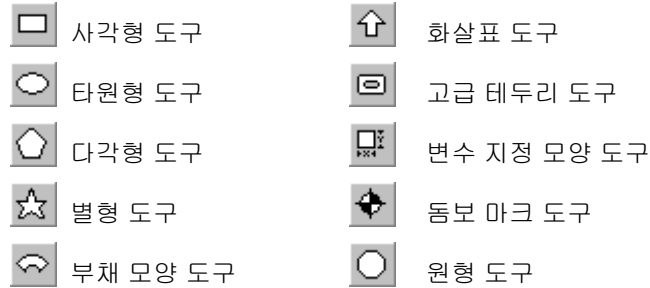 사각형 도구
타원형 도구
다각형 도구
별형 도구
부채 모양 도구
화살표 도구
고급 테두리 도구
변수 지정 모양 도구
돔보 마크 도구
원형 도구